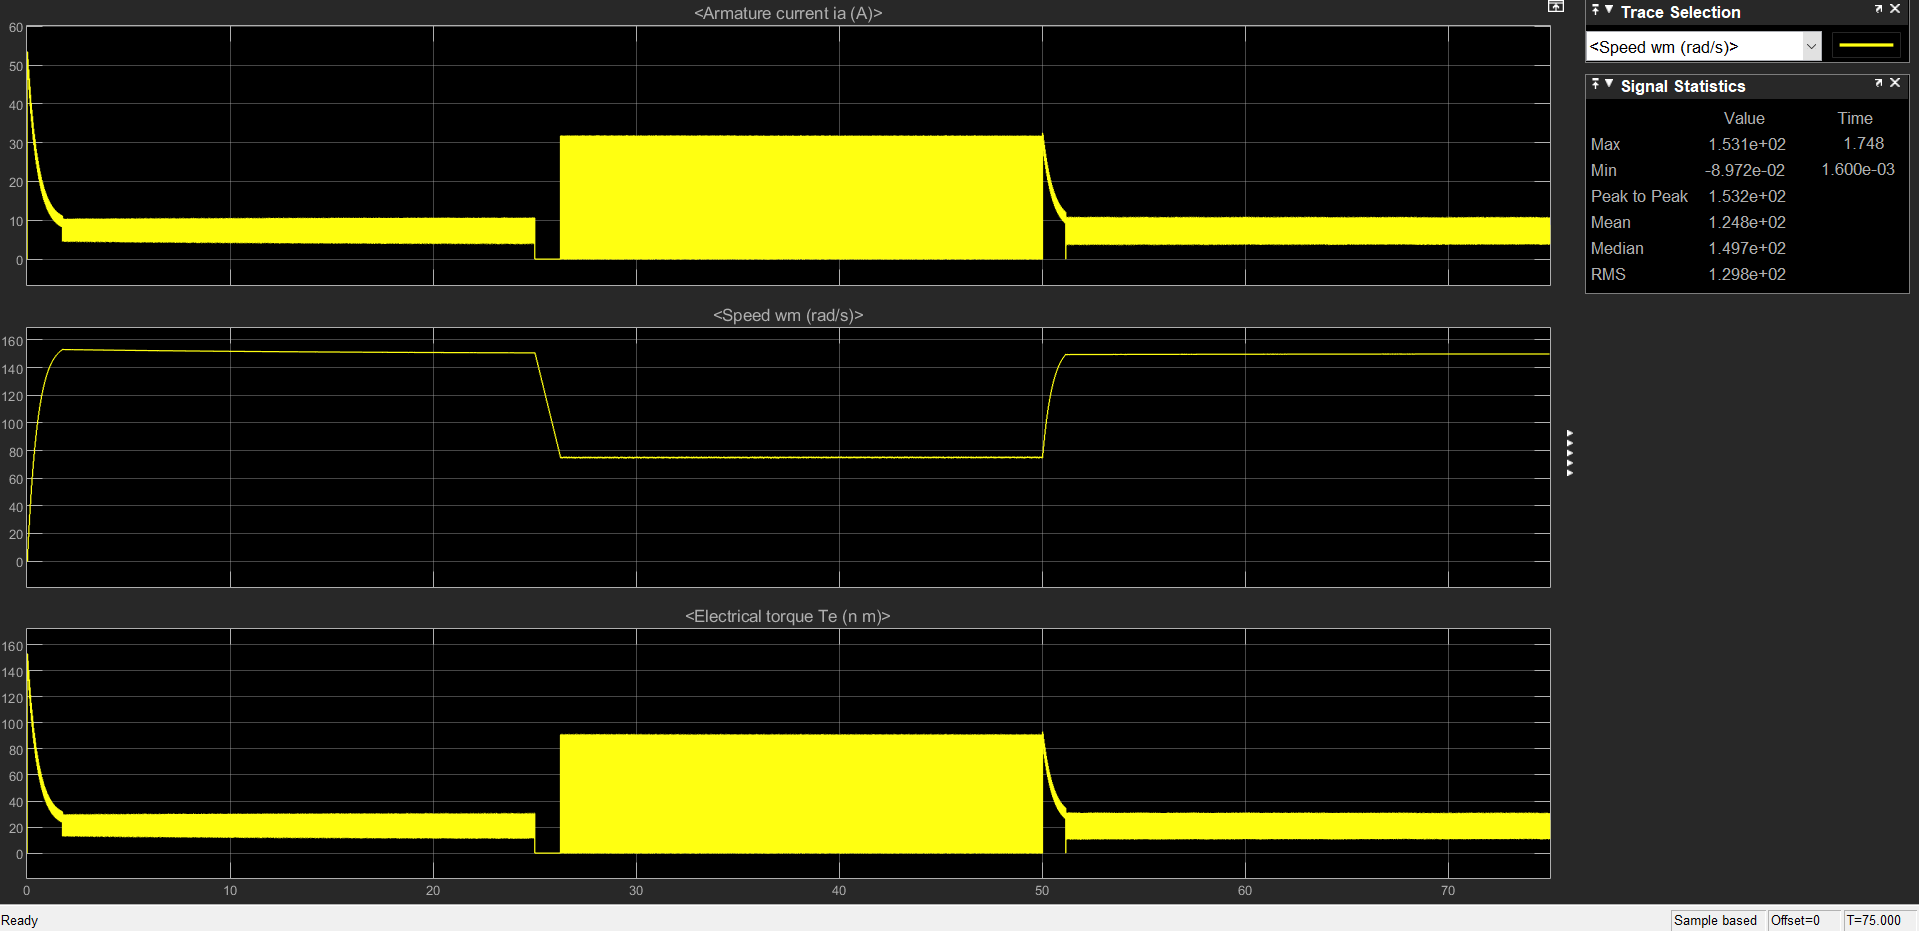 <Armature current ia (A)>
60
50
40
30
20
10
0
<Speed wm (rad/s)>
160
140
120
100
80
60
40
20
0
<Electrical torque Te (n m)>
160
140
120
100
80
60
40
20
0
0 10 20 30 40 50 60 70
Trace Selection
<Speed wm (rad/s)>
Signal Statistics
Value Time
Max 1.531e+02 1.748
Min -8.972e-02 1.600e-03
Peak to Peak 1.532e+02
Mean 1.248e+02
Median 1.497e+02
RMS 1.298e+02
Ready Sample based Offset=0 T=75.000